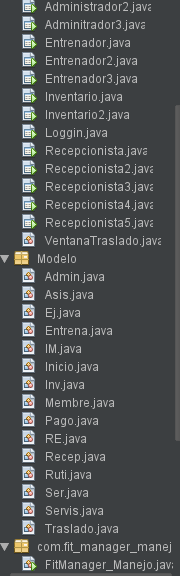 Administrador2.java
Adminitrador3.java
Entrenador.java
Entrenador2.java
Entrenador3.java
Inventario.java
Inventario2.java
Loggin.java
Recepcionista.java
Recepcionista2.java
Recepcionista3.java
Recepcionista4.java
Recepcionista5.java
VentanaTraslado.java
Modelo
Admin.java
Asis.java
Ej.java
Entrena.java
IM.java
Inicio.java
Inv.java
Membre.java
Pago.java
RE.java
Recep.java
Ruti.java
Ser.java
Servis.java
Traslado.java
com.fit_manager_manej
FitManager_Manejo.java